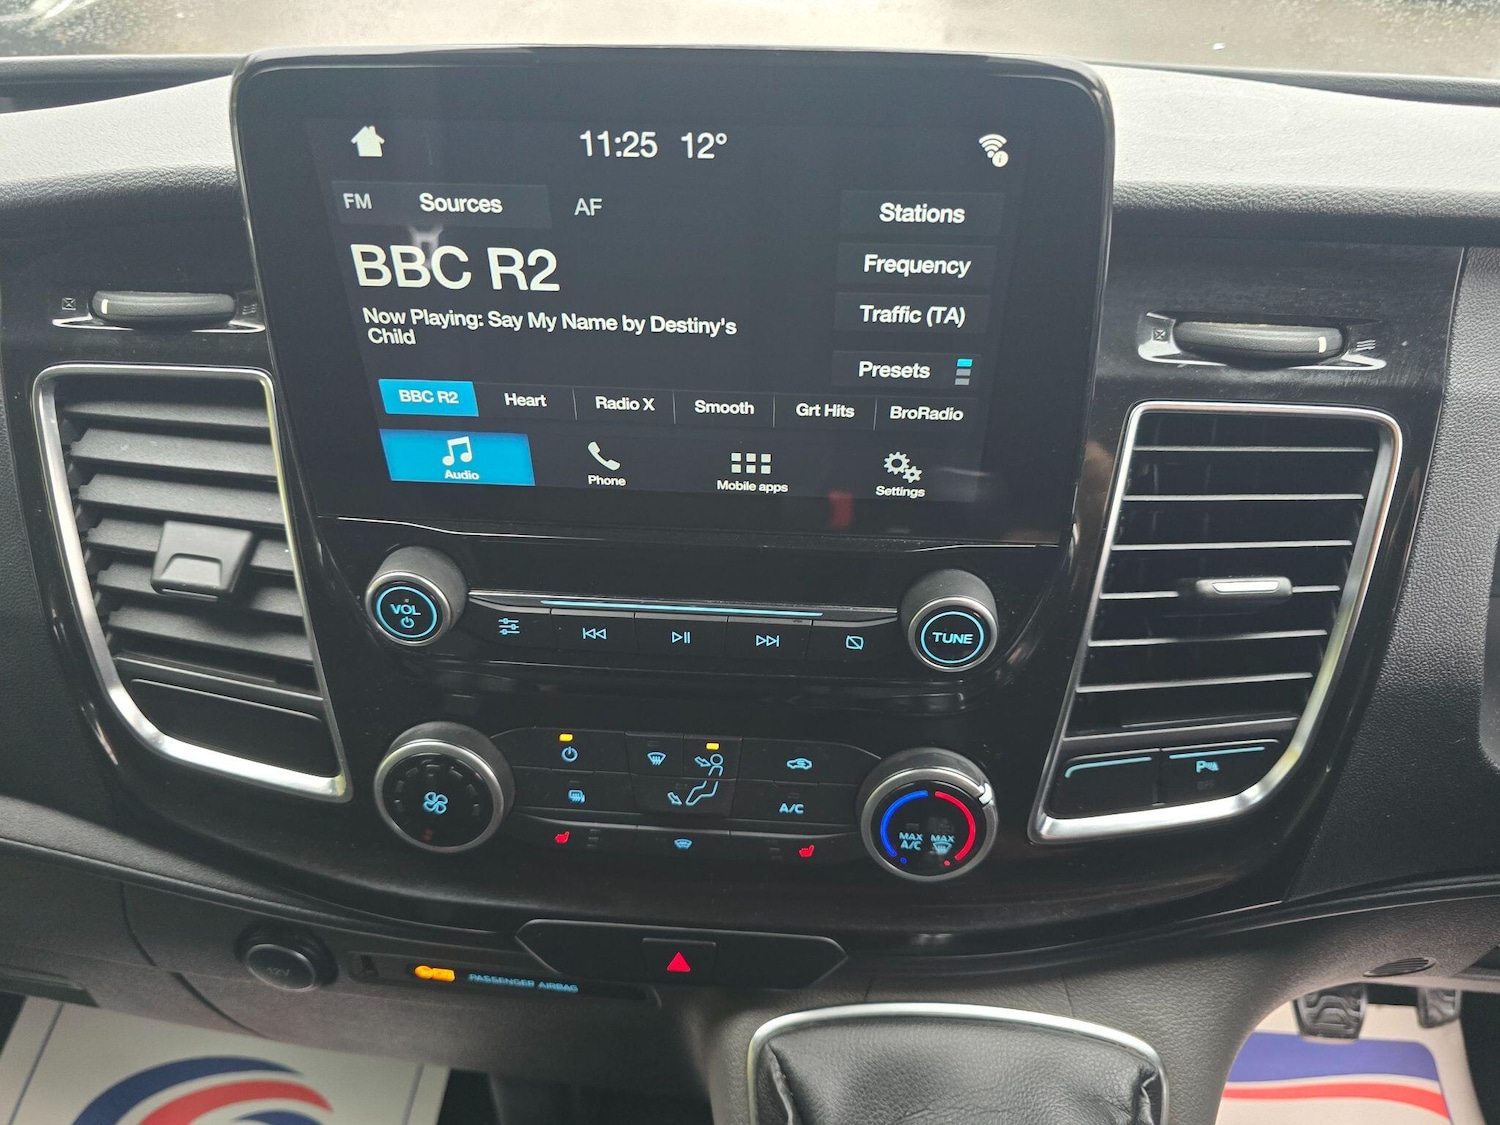 11:25 12°
FM Sources AF
Stations
BBC R2
Frequency
Now Playing: Say My Name by Destiny's
Child
Traffic (TA)
Presets
BBC R2 Heart Radio X Smooth Grt Hits BroRadio
Audio Phone Mobile apps Settings
VOL
TUNE
A/C
MAX A/C
MAX
12V
PASSENGER AIRBAG